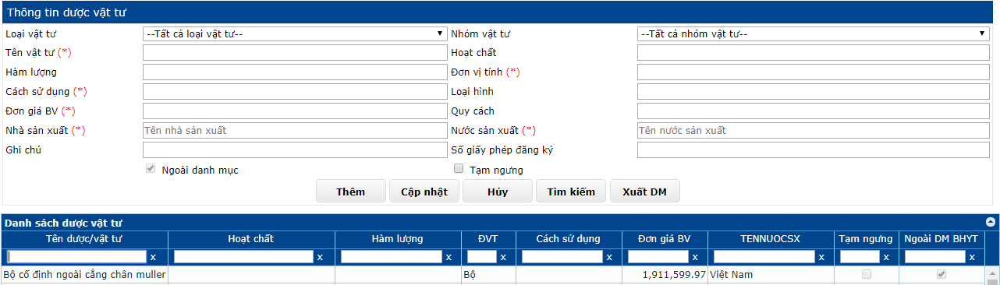 Thông tin dược vật tư
Loại vật tư --Tất cả loại vật tư-- Nhóm vật tư --Tất cả nhóm vật tư--
Tên vật tư (*) Hoạt chất
Hàm lượng Đơn vị tính (*)
Cách sử dụng (*) Loại hình
Đơn giá BV (*) Quy cách
Nhà sản xuất (*) Tên nhà sản xuất Nước sản xuất (*) Tên nước sản xuất
Ghi chú Số giấy phép đăng ký
Ngoài danh mục Tạm ngưng
Thêm Cập nhật Hủy Tìm kiếm Xuất DM
Danh sách dược vật tư
Tên dược/vật tư Hoạt chất Hàm lượng ĐVT Cách sử dụng Đơn giá BV TENNUOCSX Tạm ngưng Ngoài DM BHYT
x x x x x x x x x
Bộ cố định ngoài cẳng chân muller Bộ 1,911,599.97 Việt Nam